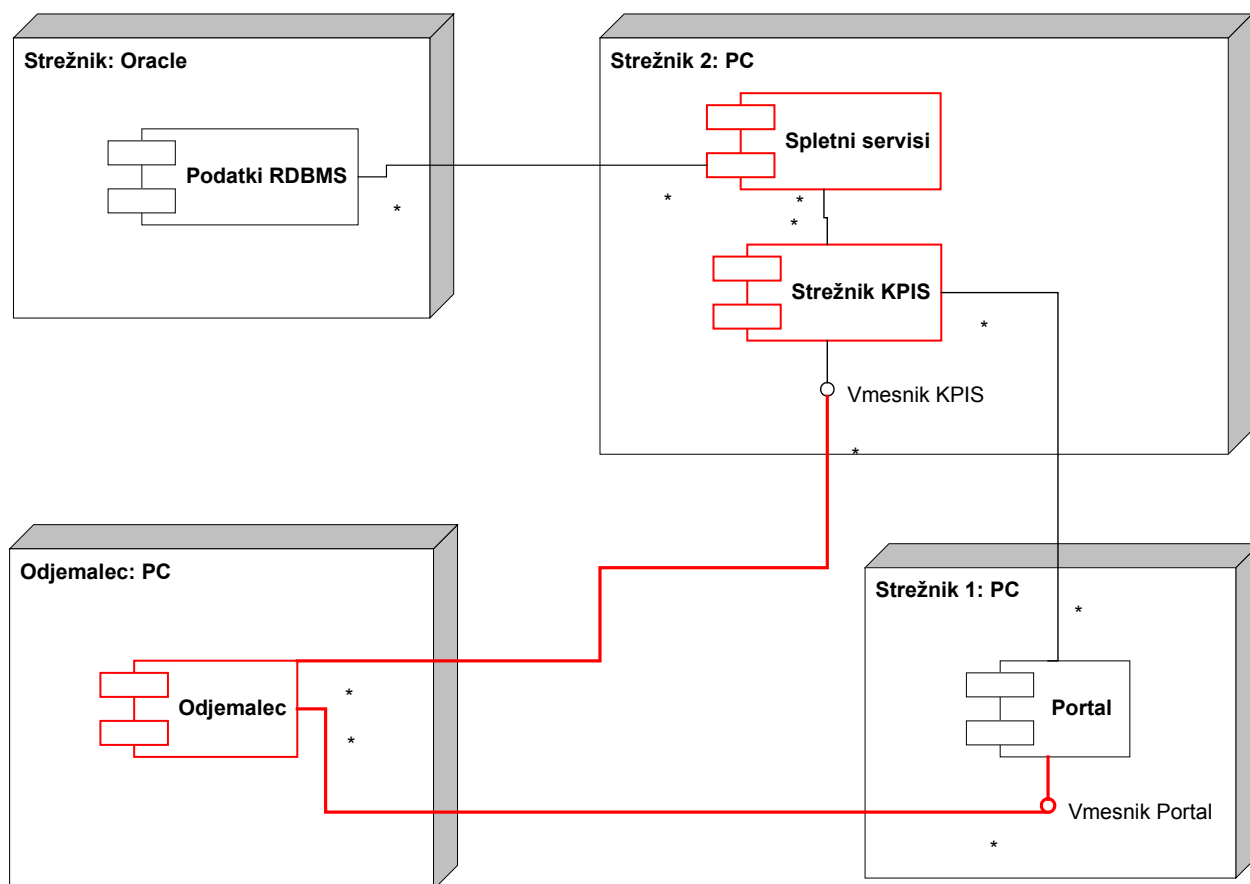 Strežnik: Oracle
Podatki RDBMS
*
Strežnik 2: PC
Spletni servisi
*
*
*
Strežnik KPIS
*
Vmesnik KPIS
*
Odjemalec: PC
Odjemalec
*
*
Strežnik 1: PC
*
Portal
Vmesnik Portal
*